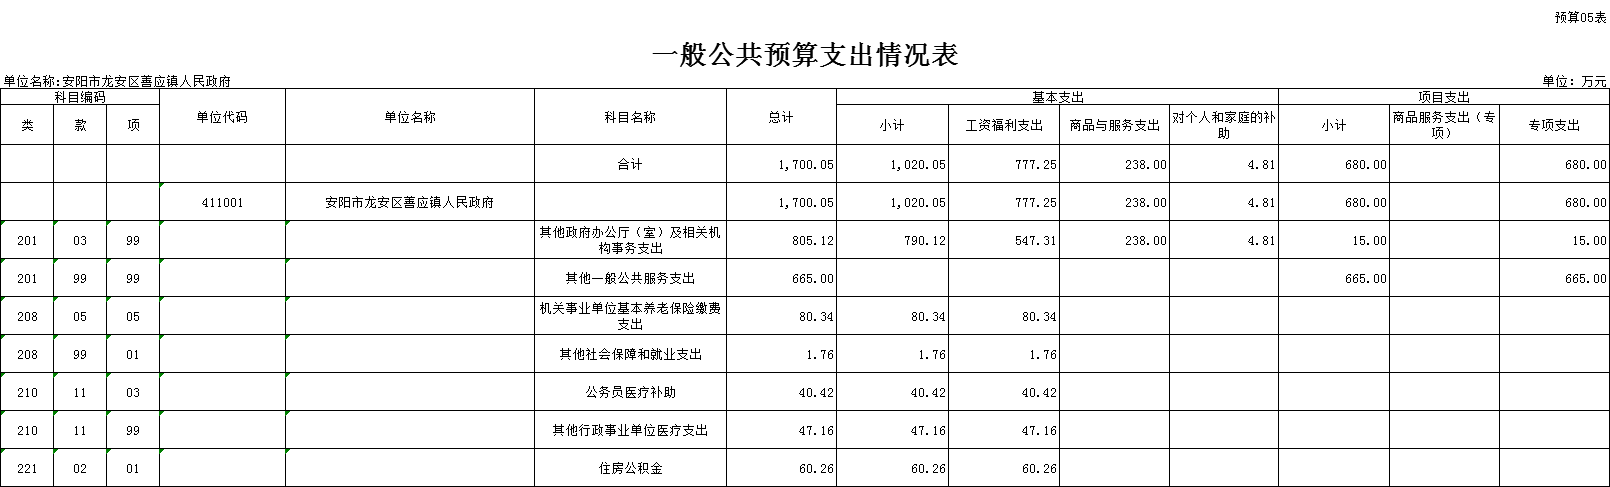 预算05表
一般公共预算支出情况表
单位名称:安阳市龙安区善应镇人民政府 单位：万元
科目编码 单位代码 单位名称 科目名称 总计 基本支出 项目支出
类 款 项 小计 工资福利支出 商品与服务支出 对个人和家庭的补助 小计 商品服务支出（专项） 专项支出
合计 1,700.05 1,020.05 777.25 238.00 4.81 680.00 680.00
411001 安阳市龙安区善应镇人民政府 1,700.05 1,020.05 777.25 238.00 4.81 680.00 680.00
201 03 99 其他政府办公厅（室）及相关机构事务支出 805.12 790.12 547.31 238.00 4.81 15.00 15.00
201 99 99 其他一般公共服务支出 665.00 665.00 665.00
208 05 05 机关事业单位基本养老保险缴费支出 80.34 80.34 80.34
208 99 01 其他社会保障和就业支出 1.76 1.76 1.76
210 11 03 公务员医疗补助 40.42 40.42 40.42
210 11 99 其他行政事业单位医疗支出 47.16 47.16 47.16
221 02 01 住房公积金 60.26 60.26 60.26